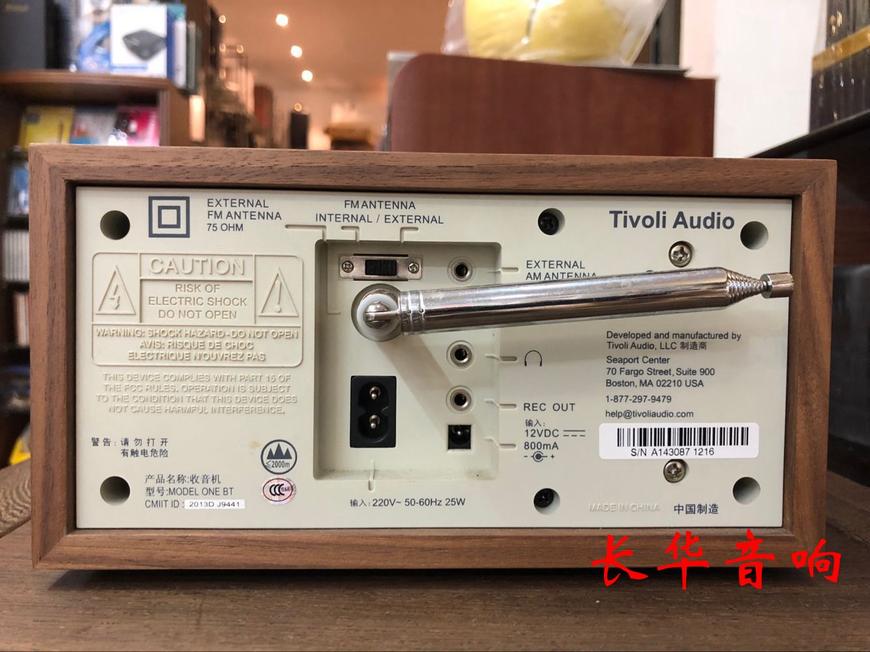 EXTERNAL
FM ANTENNA
75 OHM
FM ANTENNA
INTERNAL / EXTERNAL
Tivoli Audio
EXTERNAL
AM ANTENNA
CAUTION
RISK OF
ELECTRIC SHOCK
DO NOT OPEN
WARNING: SHOCK HAZARD-DO NOT OPEN
AVIS: RISQUE DE CHOC
ELECTRIQUE N'OUVREZ PAS
THIS DEVICE COMPLIES WITH PART 15 OF
THE FCC RULES. OPERATION IS SUBJECT
TO THE CONDITION THAT THIS DEVICE DOES
NOT CAUSE HARMFUL INTERFERENCE.
Developed and manufactured by
Tivoli Audio, LLC 制造商
Seaport Center
70 Fargo Street, Suite 900
Boston, MA 02210 USA
1-877-297-9479
help@tivoliaudio.com
REC OUT
输入:
12VDC
800mA
S/N A143087 1216
警告: 请勿打开
有触电危险
≤2000m
产品名称:收音机
型号:MODEL ONE BT
CMIIT ID : 2013D J9441
CCC
输入: 220V~ 50-60Hz 25W
MADE IN CHINA
中国制造
长华音响